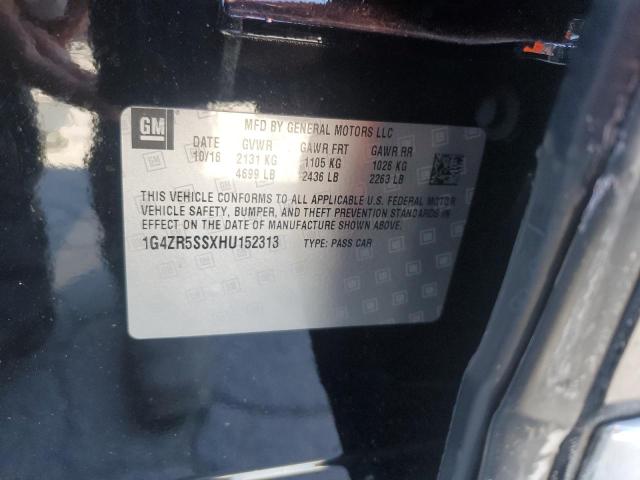 GM
MFD BY GENERAL MOTORS LLC
DATE GVWR GAWR FRT GAWR RR
10/16 2131 KG 1105 KG 1026 KG
4699 LB 2436 LB 2263 LB
THIS VEHICLE CONFORMS TO ALL APPLICABLE U.S. FEDERAL MOTOR
VEHICLE SAFETY, BUMPER, AND THEFT PREVENTION STANDARDS
IN EFFECT ON THE DATE OF MANUFACTURE SHOWN ABOVE.
1G4ZR5SSXHU152313 TYPE: PASS CAR